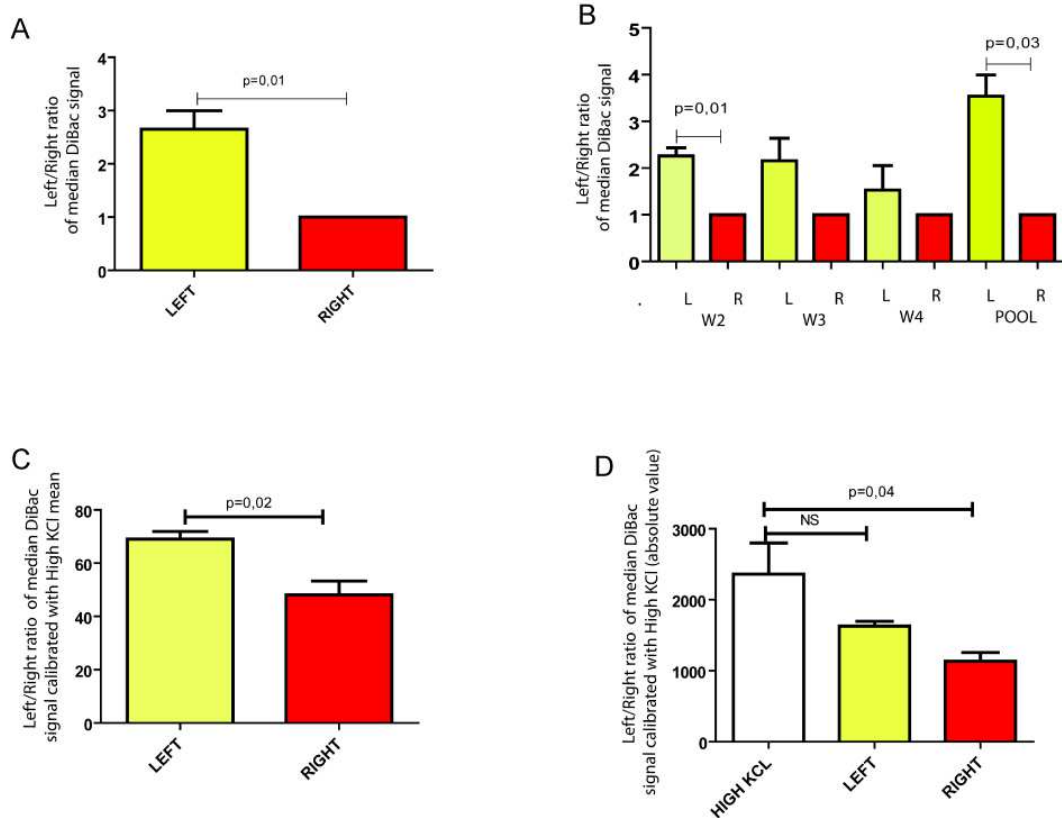 A
Left/Right ratio
of median DiBac signal
4
3
2
1
0
p=0,01
LEFT
RIGHT
B
Left/Right ratio
of median DiBac signal
5
4
3
2
1
0
p=0,01
p=0,03
. L R L R L R L R
W2 W3 W4 POOL
C
Left/Right ratio of median DiBac
signal calibrated with High KCl mean
80
60
40
20
0
p=0,02
LEFT
RIGHT
D
Left/Right ratio of median DiBac
signal calibrated with High KCl (absolute value)
3000
2000
1000
0
p=0,04
NS
HIGH KCL
LEFT
RIGHT